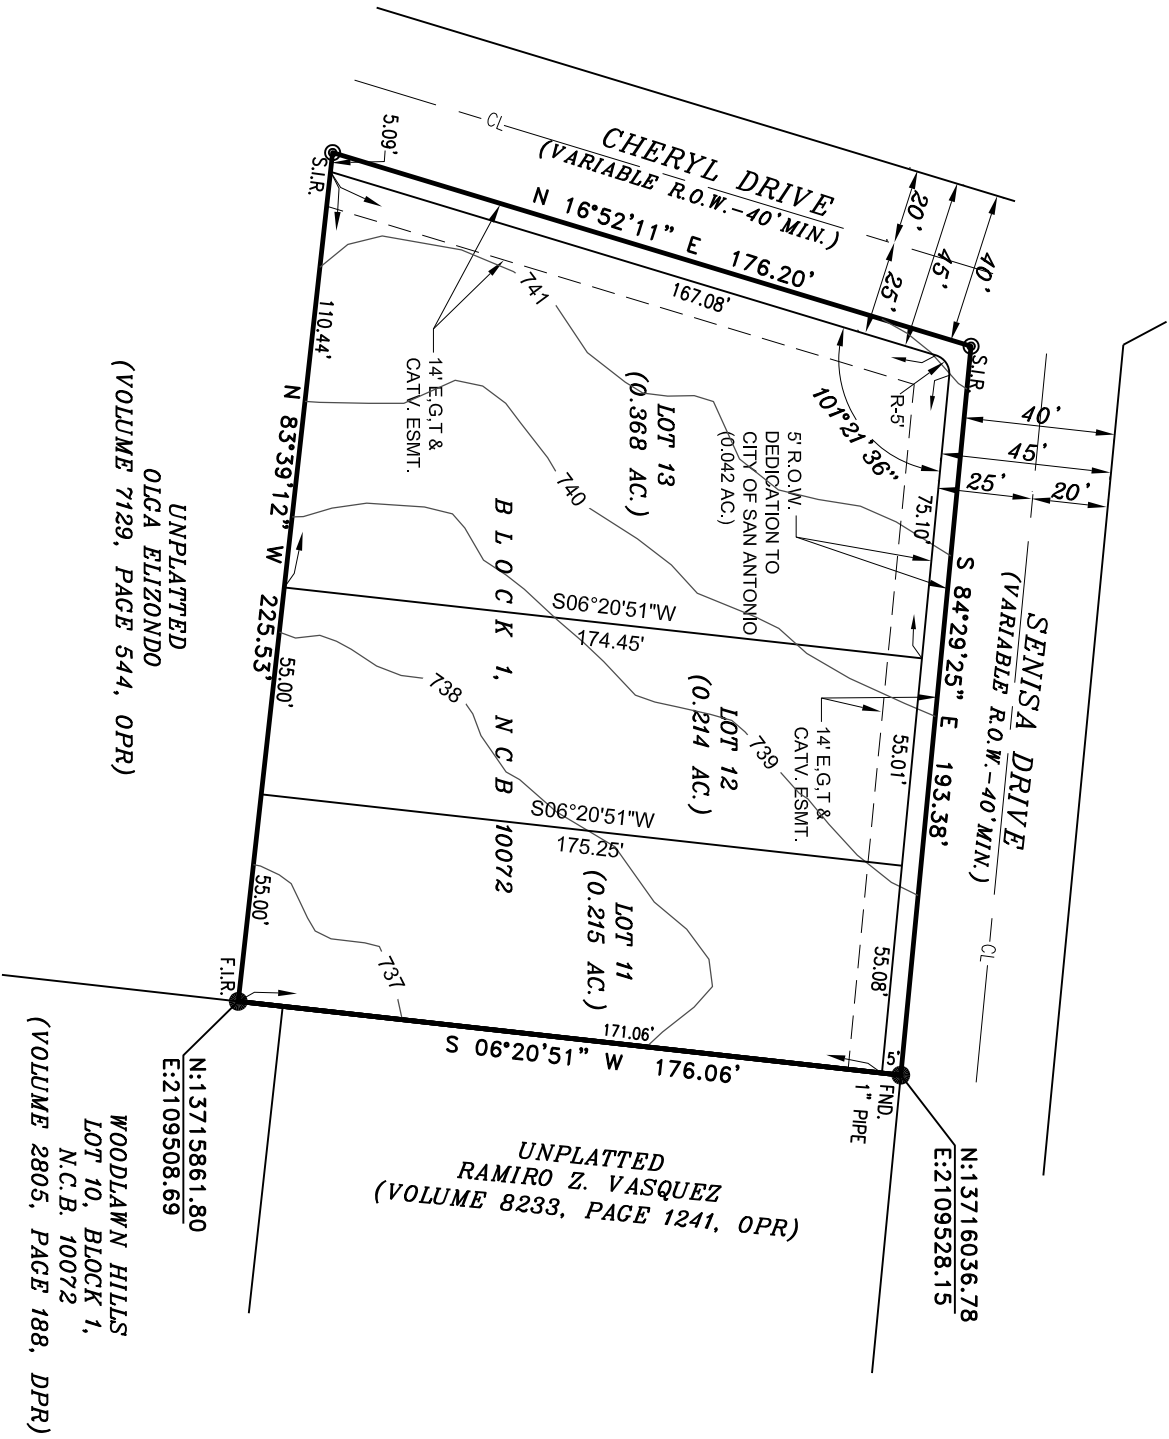 CHERYL DRIVE
(VARIABLE R.O.W.-40'MIN.)
CL
N 16°52'11" E 176.20'
167.08'
5.09'
S.I.R.
20'
45'
40'
25'
S.I.R.
40'
45'
25'
20'
SENISA DRIVE
(VARIABLE R.O.W.-40'MIN.)
CL
S 84°29'25" E 193.38'
R-5'
101°21'36"
75.10'
55.01'
55.08'
5'
5' R.O.W.
DEDICATION TO
CITY OF SAN ANTONIO
(0.042 AC.)
14' E,G,T &
CATV. ESMT.
14' E,G,T &
CATV. ESMT.
741
740
739
738
737
LOT 13
(0.368 AC.)
LOT 12
(0.214 AC.)
LOT 11
(0.215 AC.)
BLOCK 1, NCB 10072
S06°20'51"W
174.45'
S06°20'51"W
175.25'
171.06'
S 06°20'51" W 176.06'
110.44'
N 83°39'12" W 225.53'
55.00'
55.00'
F.I.R.
FND.
1" PIPE
N:13716036.78
E:2109528.15
N:13715861.80
E:2109508.69
UNPLATTED
OLGA ELIZONDO
(VOLUME 7129, PAGE 544, OPR)
UNPLATTED
RAMIRO Z. VASQUEZ
(VOLUME 8233, PAGE 1241, OPR)
WOODLAWN HILLS
LOT 10, BLOCK 1,
N.C.B. 10072
(VOLUME 2805, PAGE 188, DPR)